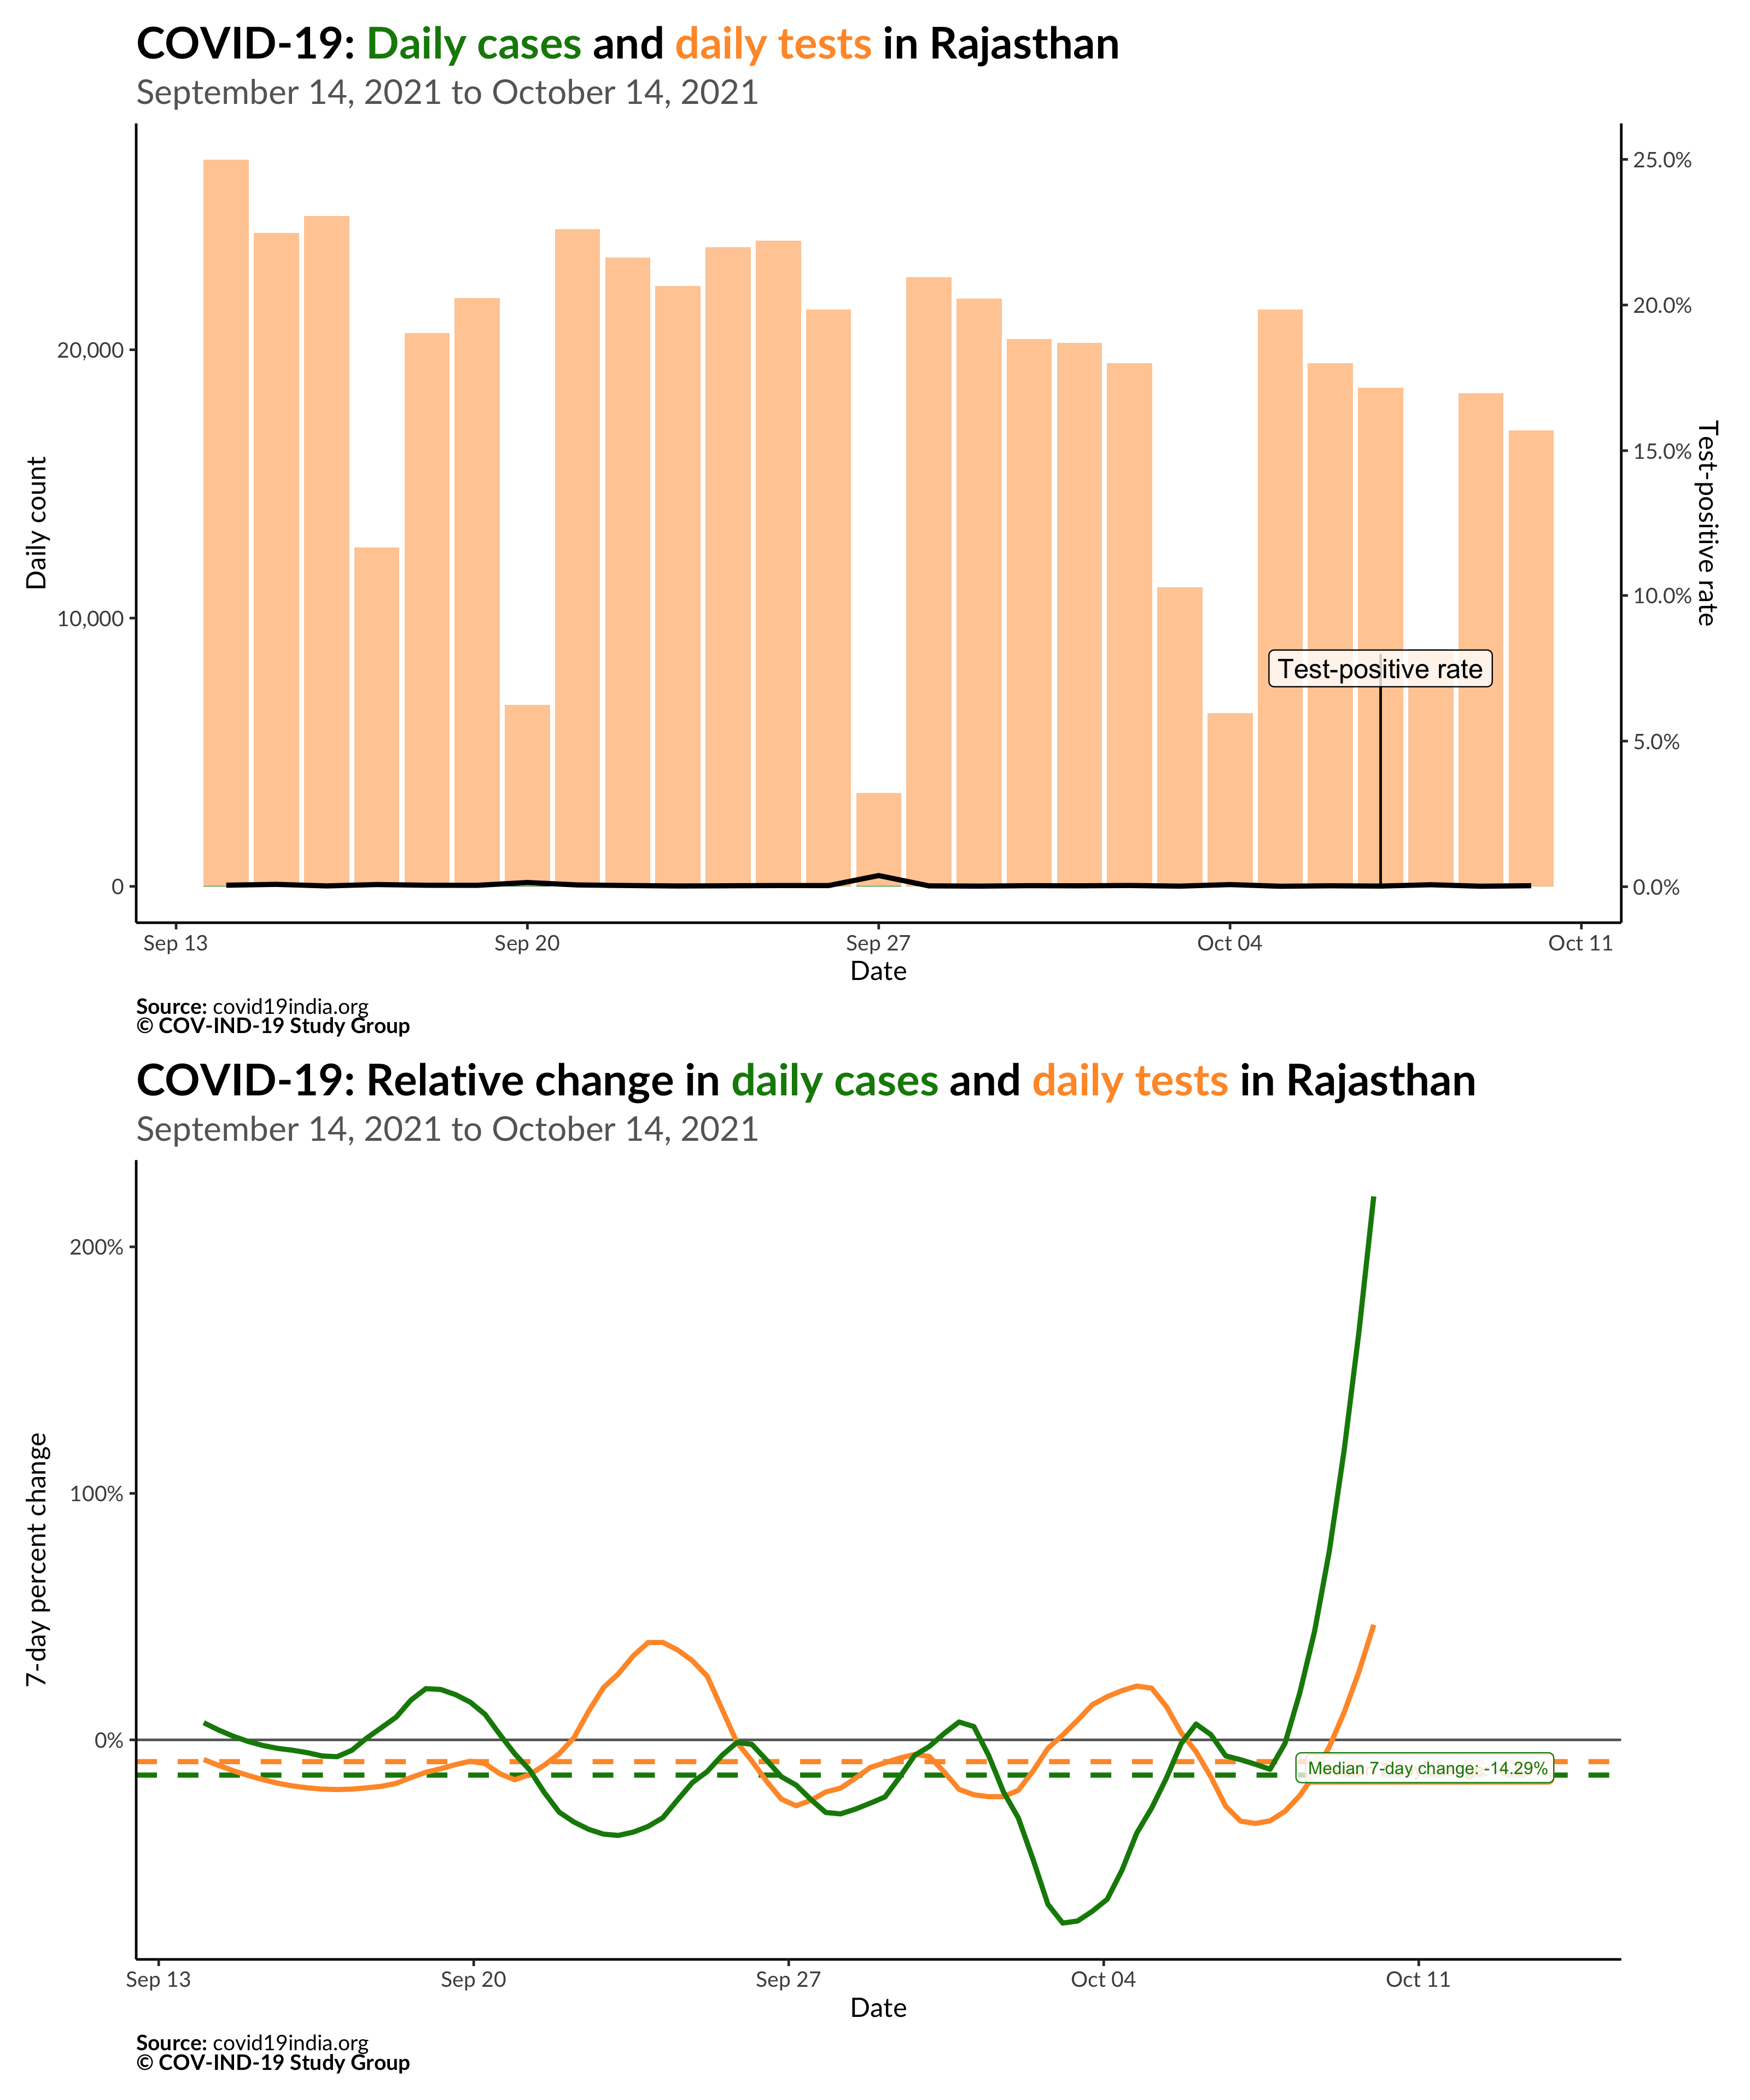 COVID-19: Daily cases and daily tests in Rajasthan
September 14, 2021 to October 14, 2021
25.0%
20.0%
20,000
15.0%
Test-positive rate
Daily count
10,000
10.0%
Test-positive rate
5.0%
0
0.0%
Sep 13
Sep 20
Sep 27
Oct 04
Oct 11
Date
Source: covid19india.org
© COV-IND-19 Study Group
COVID-19: Relative change in daily cases and daily tests in Rajasthan
September 14, 2021 to October 14, 2021
200%
100%
7-day percent change
0%
Median 7-day change: -14.29%
Sep 13
Sep 20
Sep 27
Oct 04
Oct 11
Date
Source: covid19india.org
© COV-IND-19 Study Group